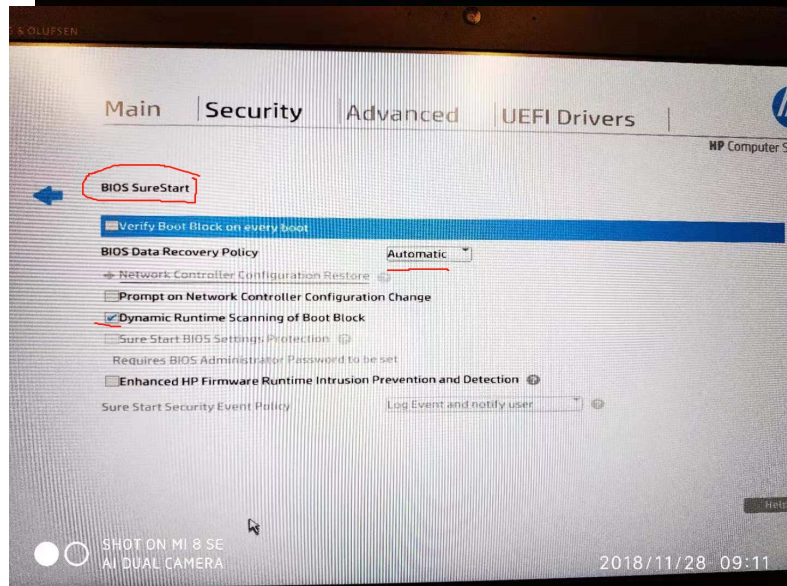 & OLUFSEN
Main Security Advanced UEFI Drivers
HP Computer S
BIOS SureStart
Verify Boot Block on every boot
BIOS Data Recovery Policy Automatic
Network Controller Configuration Restore
Prompt on Network Controller Configuration Change
Dynamic Runtime Scanning of Boot Block
Sure Start BIOS Settings Protection
Requires BIOS Administrator Password to be set
Enhanced HP Firmware Runtime Intrusion Prevention and Detection
Sure Start Security Event Policy Log Event and notify user
Help
SHOT ON MI 8 SE
AI DUAL CAMERA
2018/11/28 09:11